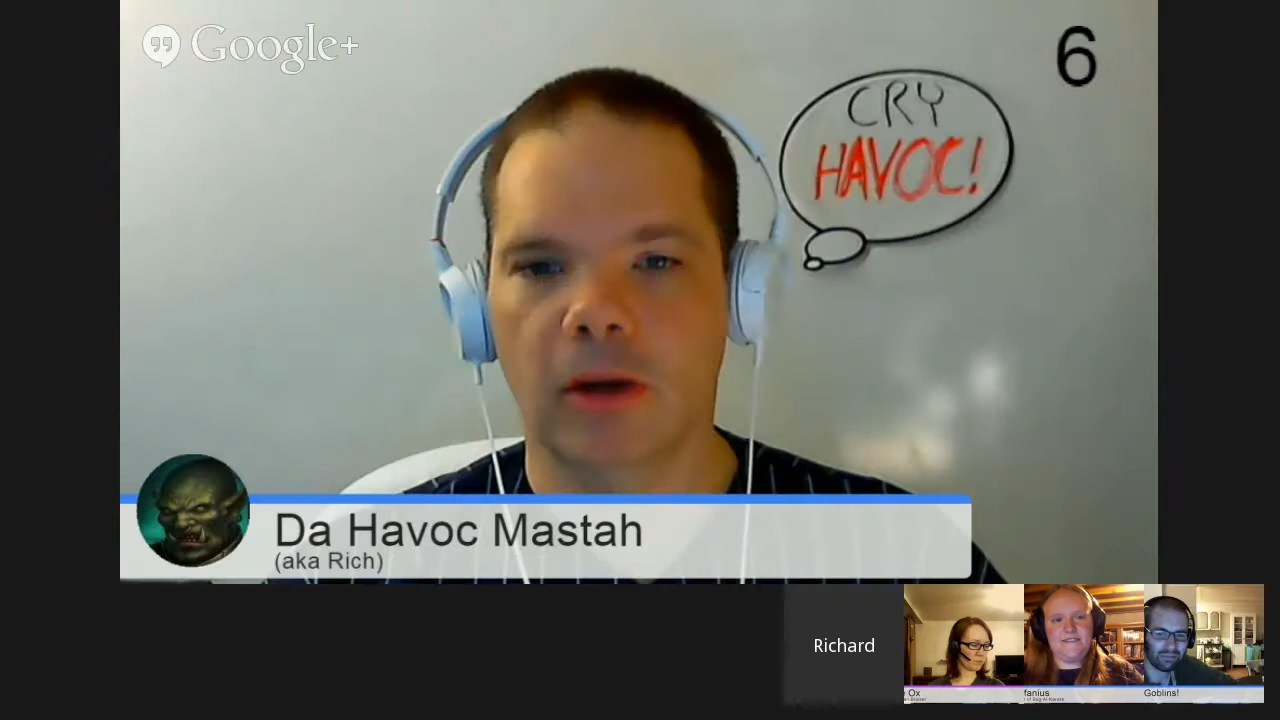 Google+
6
CRY
HAVOC!
Da Havoc Mastah
(aka Rich)
Richard
Ox
fanius
Goblins!